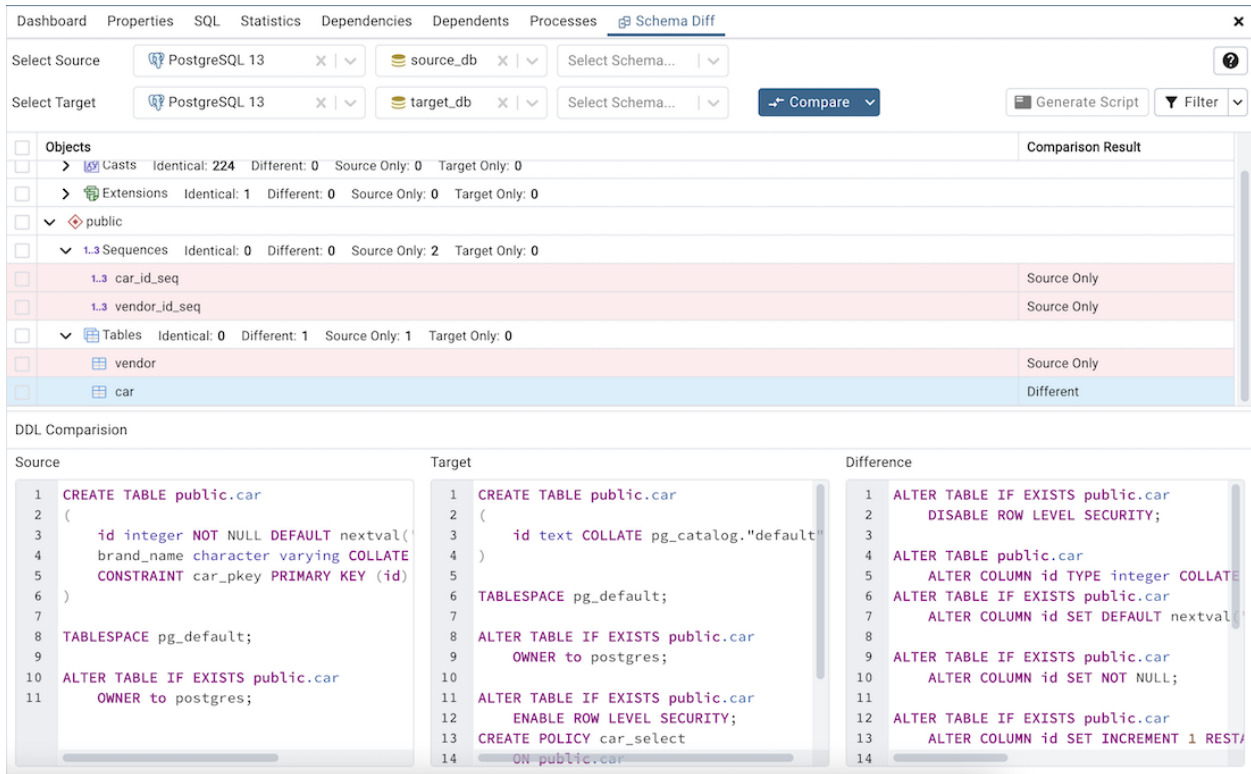 Dashboard Properties SQL Statistics Dependencies Dependents Processes Schema Diff
Select Source PostgreSQL 13 source_db Select Schema...
Select Target PostgreSQL 13 target_db Select Schema... Compare Generate Script Filter
Objects Comparison Result
Casts Identical: 224 Different: 0 Source Only: 0 Target Only: 0
Extensions Identical: 1 Different: 0 Source Only: 0 Target Only: 0
public
1..3 Sequences Identical: 0 Different: 0 Source Only: 2 Target Only: 0
1..3 car_id_seq Source Only
1..3 vendor_id_seq Source Only
Tables Identical: 0 Different: 1 Source Only: 1 Target Only: 0
vendor Source Only
car Different
DDL Comparision
Source
1 CREATE TABLE public.car
2 (
3 id integer NOT NULL DEFAULT nextval('
4 brand_name character varying COLLATE
5 CONSTRAINT car_pkey PRIMARY KEY (id)
6 )
7
8 TABLESPACE pg_default;
9
10 ALTER TABLE IF EXISTS public.car
11 OWNER to postgres;
Target
1 CREATE TABLE public.car
2 (
3 id text COLLATE pg_catalog."default"
4 )
5
6 TABLESPACE pg_default;
7
8 ALTER TABLE IF EXISTS public.car
9 OWNER to postgres;
10
11 ALTER TABLE IF EXISTS public.car
12 ENABLE ROW LEVEL SECURITY;
13 CREATE POLICY car_select
14 ON public.car
Difference
1 ALTER TABLE IF EXISTS public.car
2 DISABLE ROW LEVEL SECURITY;
3
4 ALTER TABLE public.car
5 ALTER COLUMN id TYPE integer COLLATE
6 ALTER TABLE IF EXISTS public.car
7 ALTER COLUMN id SET DEFAULT nextval('
8
9 ALTER TABLE IF EXISTS public.car
10 ALTER COLUMN id SET NOT NULL;
11
12 ALTER TABLE IF EXISTS public.car
13 ALTER COLUMN id SET INCREMENT 1 RESTA
14